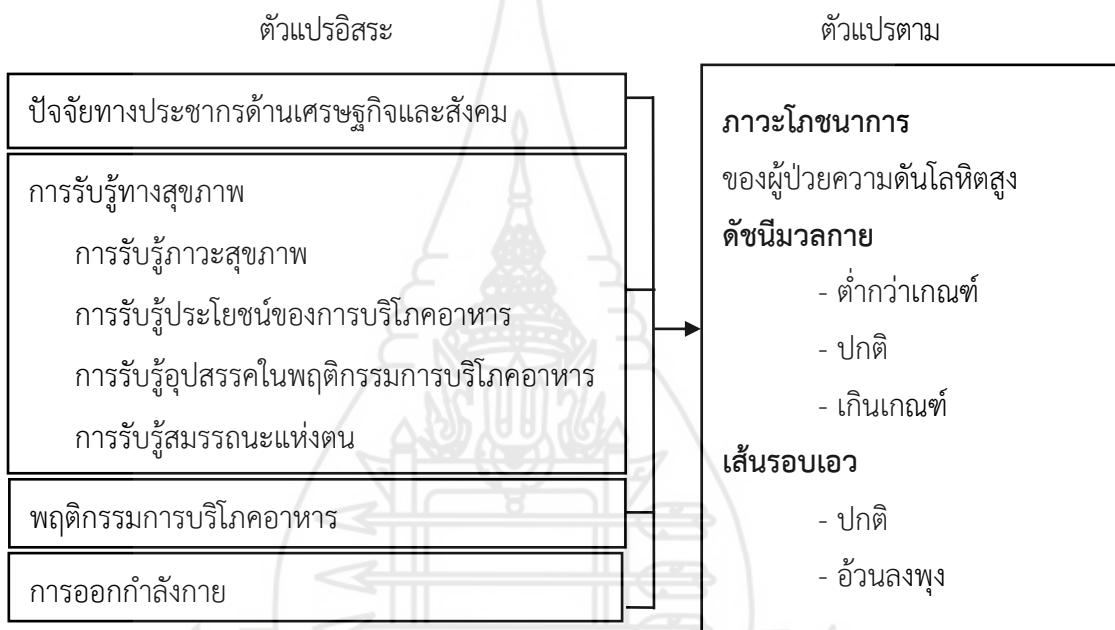 ตัวแปรอิสระ
ตัวแปรตาม
ปัจจัยทางประชากรด้านเศรษฐกิจและสังคม
การรับรู้ทางสุขภาพ
การรับรู้ภาวะสุขภาพ
การรับรู้ประโยชน์ของการบริโภคอาหาร
การรับรู้อุปสรรคในพฤติกรรมการบริโภคอาหาร
การรับรู้สมรรถนะแห่งตน
พฤติกรรมการบริโภคอาหาร
การออกกำลังกาย
ภาวะโภชนาการ
ของผู้ป่วยความดันโลหิตสูง
ดัชนีมวลกาย
- ต่ำกว่าเกณฑ์
- ปกติ
- เกินเกณฑ์
เส้นรอบเอว
- ปกติ
- อ้วนลงพุง